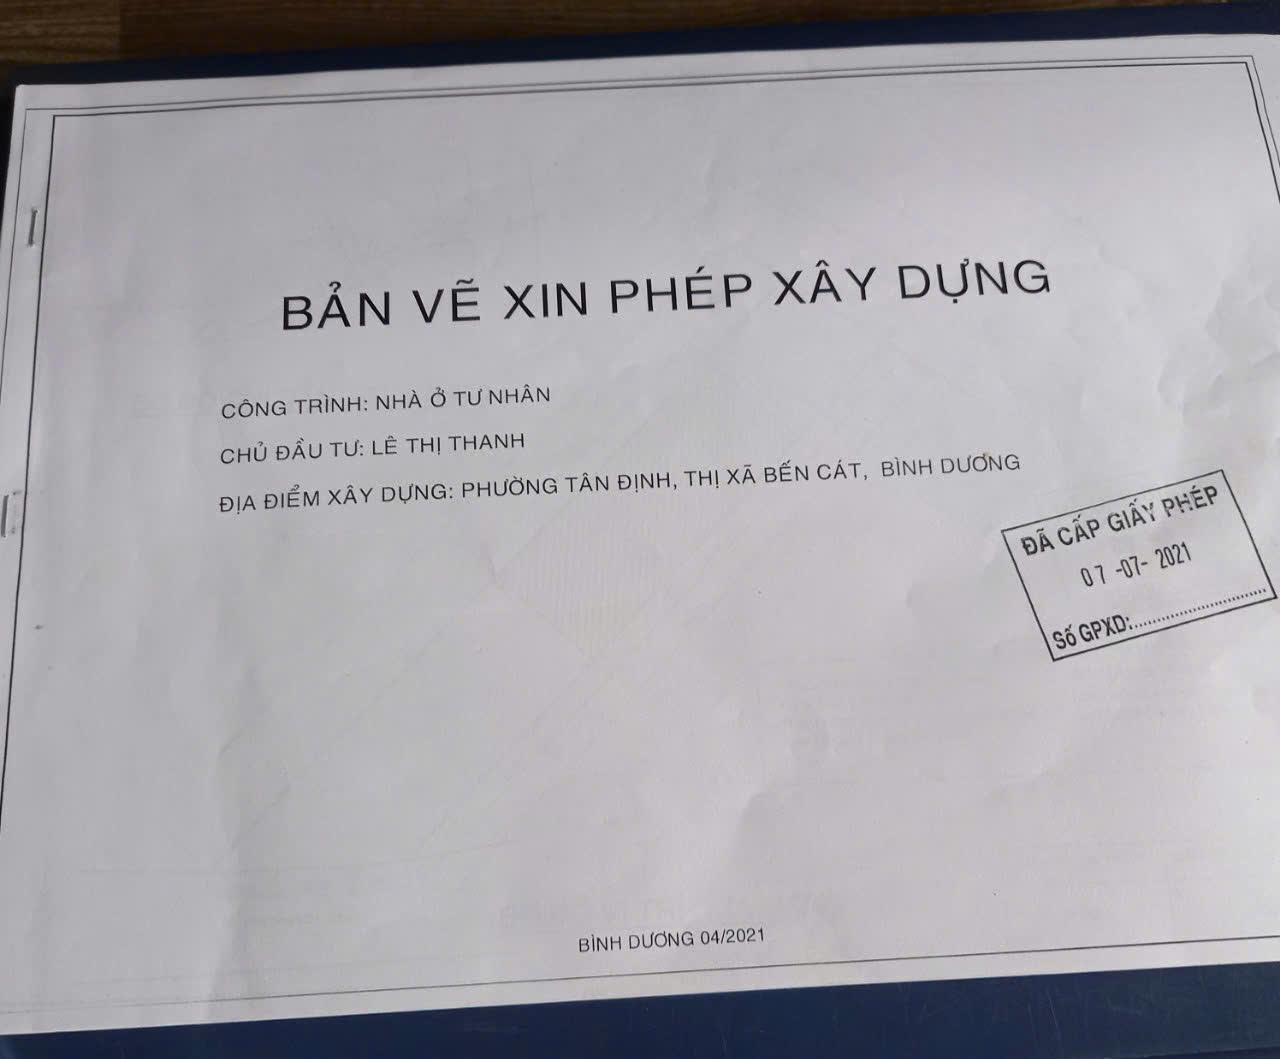 BẢN VẼ XIN PHÉP XÂY DỰNG
CÔNG TRÌNH: NHÀ Ở TƯ NHÂN
CHỦ ĐẦU TƯ: LÊ THỊ THANH
ĐỊA ĐIỂM XÂY DỰNG: PHƯỜNG TÂN ĐỊNH, THỊ XÃ BẾN CÁT, BÌNH DƯƠNG
ĐÃ CẤP GIẤY PHÉP
07 -07- 2021
Số GPXD:..............................
BÌNH DƯƠNG 04/2021